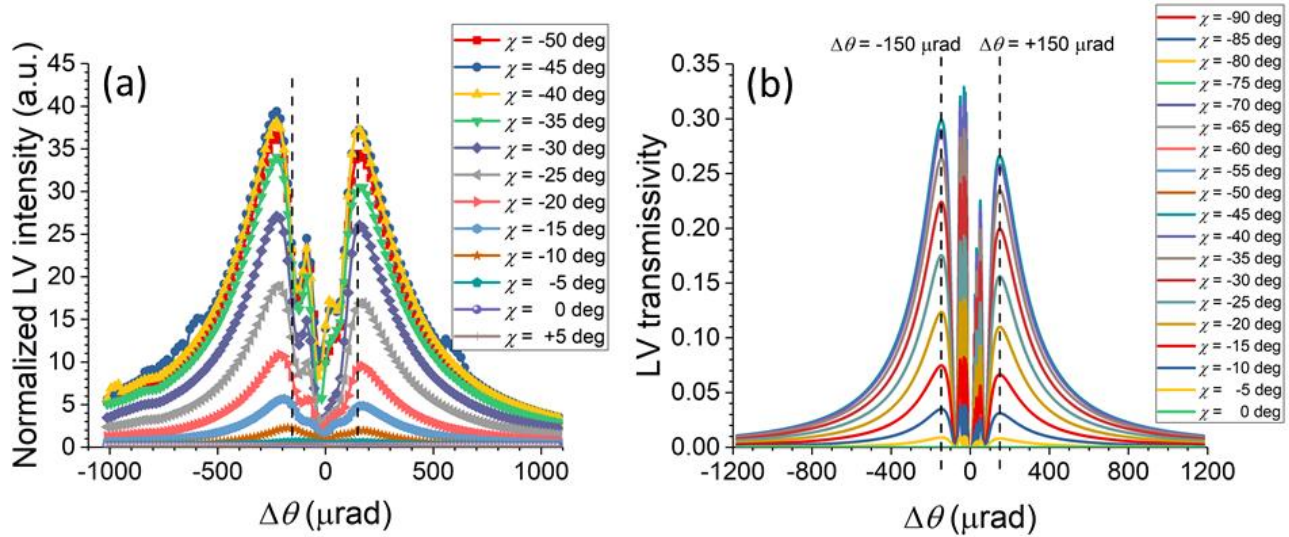 (a)
Normalized LV intensity (a.u.)
45
40
35
30
25
20
15
10
5
0
-1000
-500
0
500
1000
Δθ (μrad)
χ = -50 deg
χ = -45 deg
χ = -40 deg
χ = -35 deg
χ = -30 deg
χ = -25 deg
χ = -20 deg
χ = -15 deg
χ = -10 deg
χ = -5 deg
χ = 0 deg
χ = +5 deg
(b)
Δθ = -150 μrad
Δθ = +150 μrad
LV transmissivity
0.35
0.30
0.25
0.20
0.15
0.10
0.05
0.00
-1200
-800
-400
0
400
800
1200
Δθ (μrad)
χ = -90 deg
χ = -85 deg
χ = -80 deg
χ = -75 deg
χ = -70 deg
χ = -65 deg
χ = -60 deg
χ = -55 deg
χ = -50 deg
χ = -45 deg
χ = -40 deg
χ = -35 deg
χ = -30 deg
χ = -25 deg
χ = -20 deg
χ = -15 deg
χ = -10 deg
χ = -5 deg
χ = 0 deg